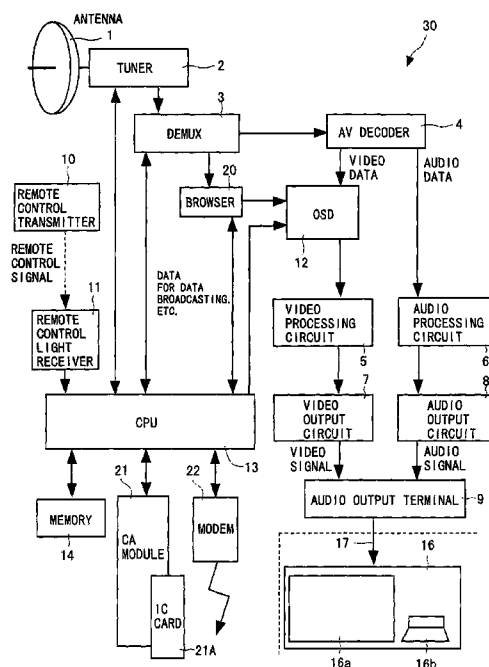 ANTENNA
1
30
TUNER
2
3
DEMUX
AV DECODER
4
VIDEO
DATA
AUDIO
DATA
10
REMOTE
CONTROL
TRANSMITTER
20
BROWSER
OSD
12
REMOTE
CONTROL
SIGNAL
DATA
FOR DATA
BROADCASTING.
ETC.
11
REMOTE
CONTROL
LIGHT
RECEIVER
VIDEO
PROCESSING
CIRCUIT
5
AUDIO
PROCESSING
CIRCUIT
6
7
VIDEO
OUTPUT
CIRCUIT
8
AUDIO
OUTPUT
CIRCUIT
CPU
13
VIDEO
SIGNAL
AUDIO
SIGNAL
AUDIO OUTPUT TERMINAL
9
MEMORY
14
21
CA
MODULE
22
MODEM
IC
CARD
21A
17
16
16a
16b